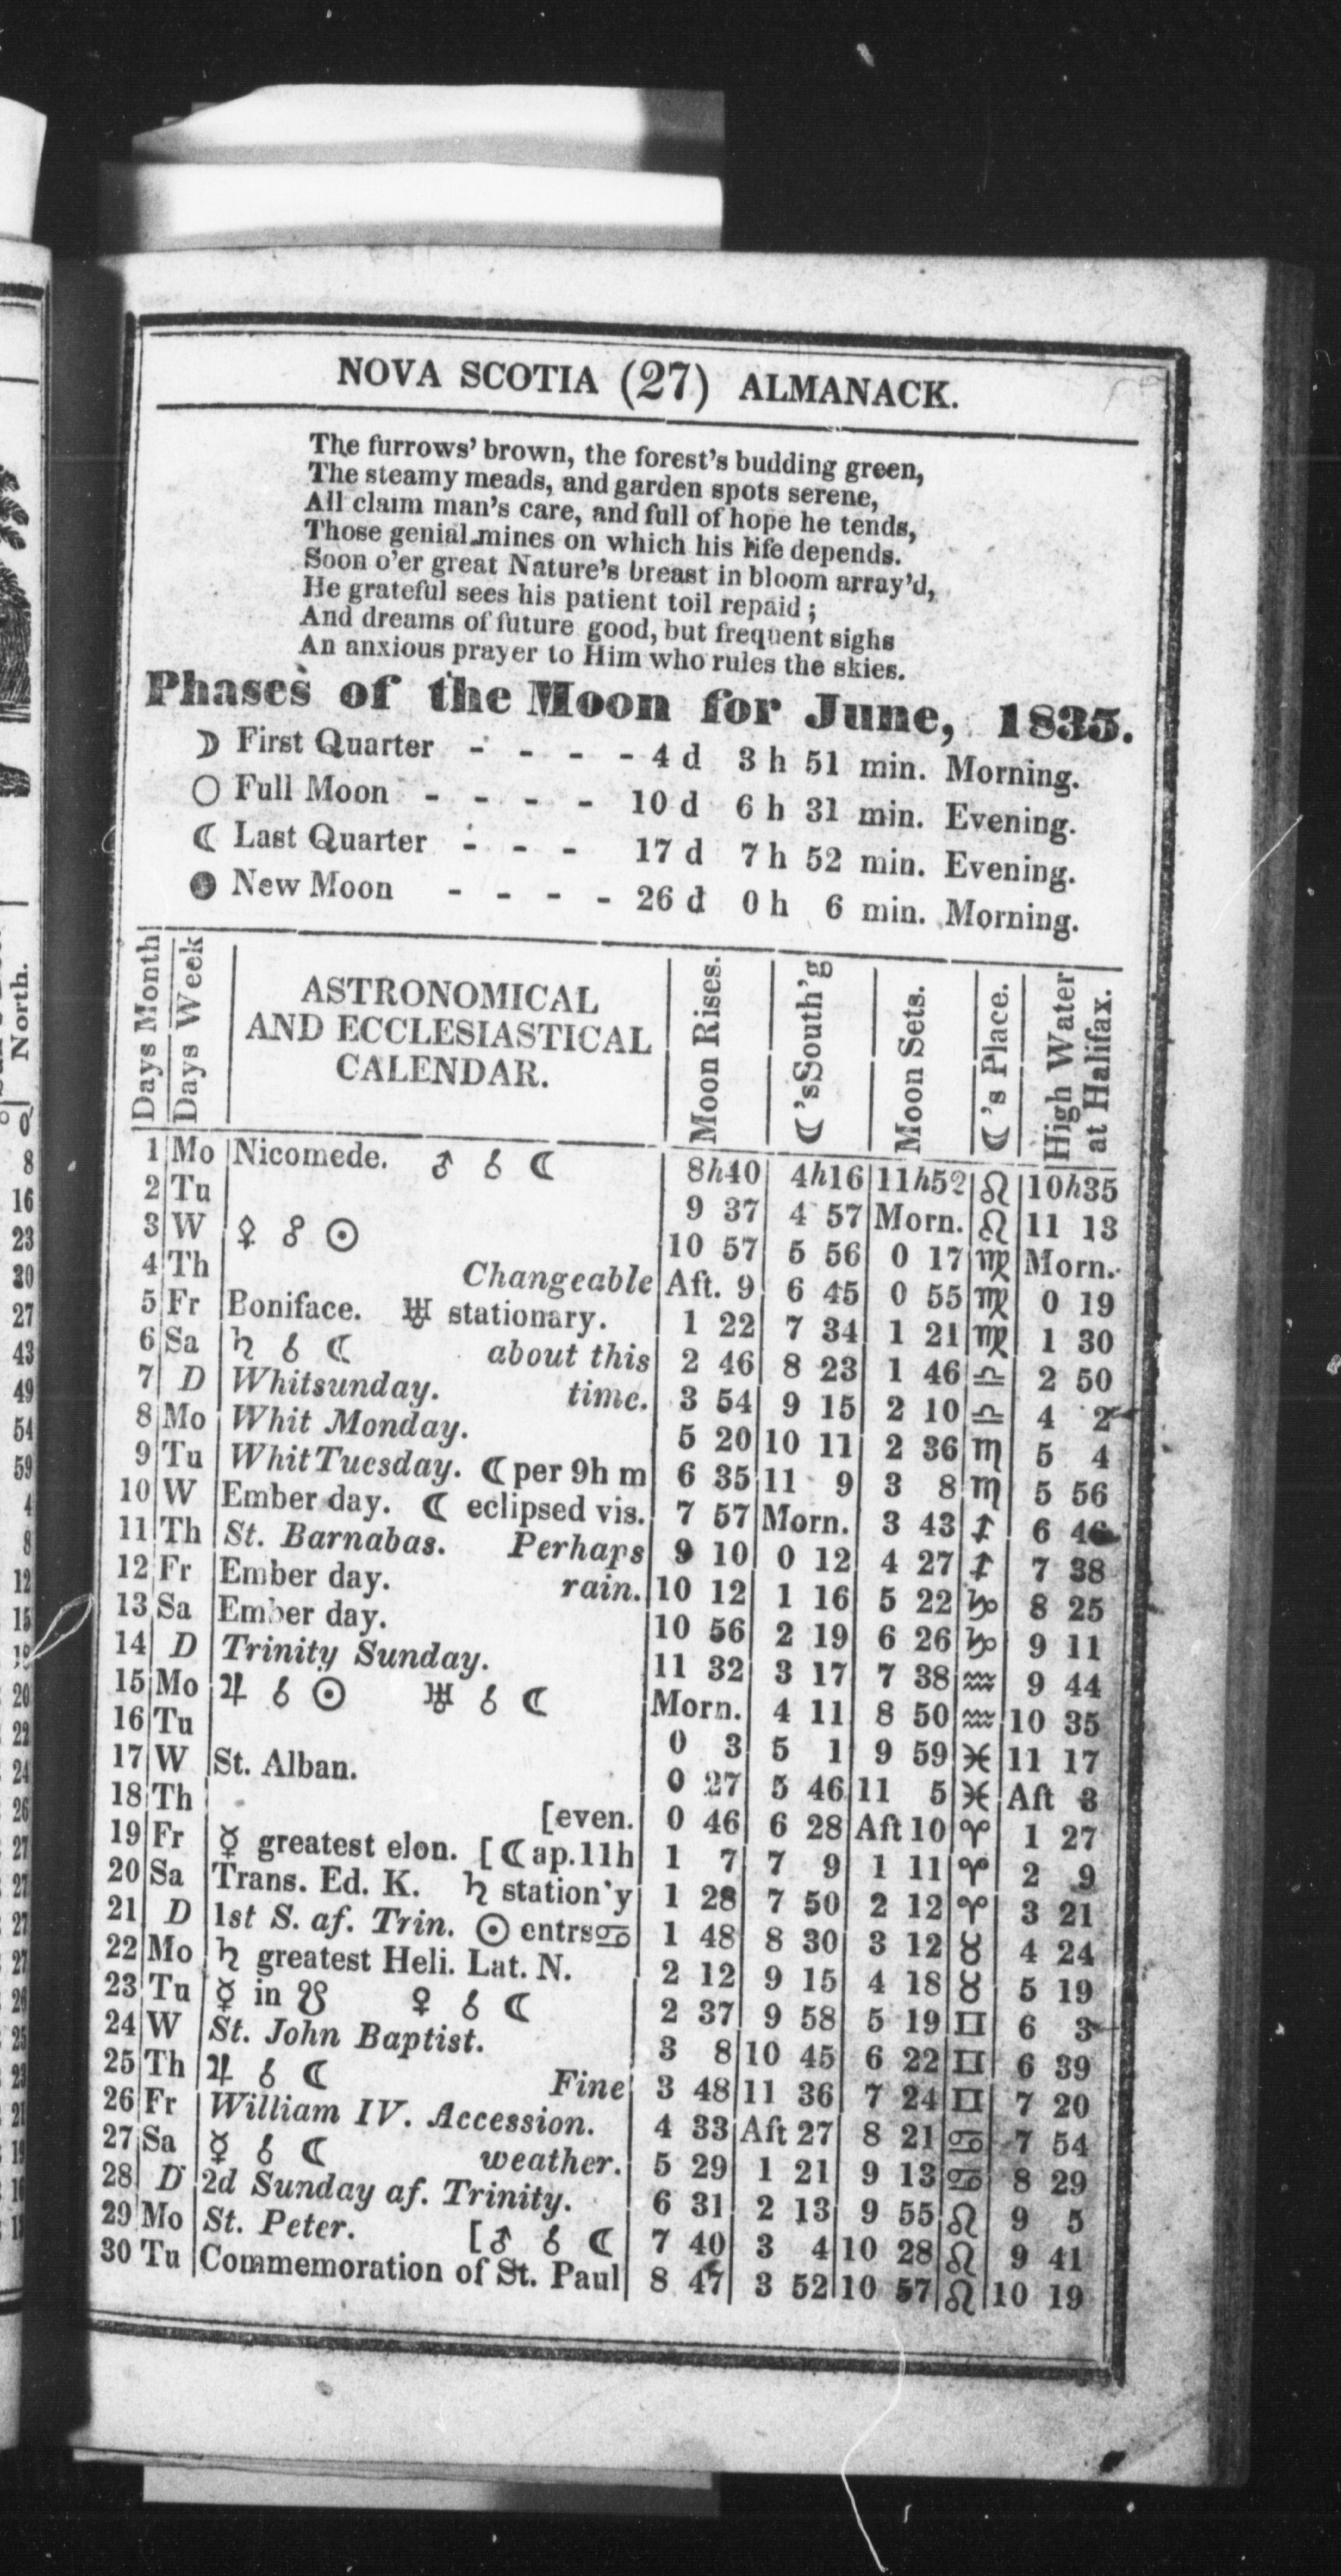 NOVA SCOTIA (27) ALMANACK.
The furrows' brown, the forest's budding green,
The steamy meads, and garden spots serene,
All claim man's care, and full of hope he tends,
Those genial mines on which his life depends.
Soon o'er great Nature's breast in bloom array'd,
He grateful sees his patient toil repaid;
And dreams of future good, but frequent sighs
An anxious prayer to Him who rules the skies.
Phases of the Moon for June, 1835.
☽ First Quarter - - - - 4 d 3 h 51 min. Morning.
○ Full Moon - - - - 10 d 6 h 31 min. Evening.
☾ Last Quarter - - - 17 d 7 h 52 min. Evening.
● New Moon - - - - 26 d 0 h 6 min. Morning.
Days Month | Days Week | ASTRONOMICAL AND ECCLESIASTICAL CALENDAR. | Moon Rises. | ☾'s South'g | Moon Sets. | ☾'s Place. | High Water at Halifax.
1 Mo Nicomede. ♂ ☌ ☾ 8h40 4h16 11h52 ♌ 10h35
2 Tu 9 37 4 57 Morn. ♌ 11 13
3 W ♀ ☍ ☉ 10 57 5 56 0 17 ♍ Morn.
4 Th Changeable Aft. 9 6 45 0 55 ♍ 0 19
5 Fr Boniface. ♅ stationary. 1 22 7 34 1 21 ♍ 1 30
6 Sa ♄ ☌ ☾ about this 2 46 8 23 1 46 ♎ 2 50
7 D Whitsunday. time. 3 54 9 15 2 10 ♎ 4 2
8 Mo Whit Monday. 5 20 10 11 2 36 ♏ 5 4
9 Tu Whit Tuesday. ☾ per 9h m 6 35 11 9 3 8 ♏ 5 56
10 W Ember day. ☾ eclipsed vis. 7 57 Morn. 3 43 ♐ 6 46
11 Th St. Barnabas. Perhaps 9 10 0 12 4 27 ♐ 7 38
12 Fr Ember day. rain. 10 12 1 16 5 22 ♑ 8 25
13 Sa Ember day. 10 56 2 19 6 26 ♑ 9 11
14 D Trinity Sunday. 11 32 3 17 7 38 ♒ 9 44
15 Mo ♃ ☌ ☉ ♅ ☌ ☾ Morn. 4 11 8 50 ♒ 10 35
16 Tu 0 3 5 1 9 59 ♓ 11 17
17 W St. Alban. 0 27 5 46 11 5 ♓ Aft 3
18 Th [even. 0 46 6 28 Aft 10 ♈ 1 27
19 Fr ☿ greatest elon. [☾ ap. 11h 1 7 7 9 1 11 ♈ 2 9
20 Sa Trans. Ed. K. ♄ station'y 1 28 7 50 2 12 ♈ 3 21
21 D 1st S. af. Trin. ☉ entrs ♋ 1 48 8 30 3 12 ♉ 4 24
22 Mo ♄ greatest Heli. Lat. N. 2 12 9 15 4 18 ♉ 5 19
23 Tu ☿ in ☋ ♀ ☌ ☾ 2 37 9 58 5 19 ♊ 6 3
24 W St. John Baptist. 3 8 10 45 6 22 ♊ 6 39
25 Th ♃ ☌ ☾ Fine 3 48 11 36 7 24 ♊ 7 20
26 Fr William IV. Accession. 4 33 Aft 27 8 21 ♋ 7 54
27 Sa ☿ ☌ ☾ weather. 5 29 1 21 9 13 ♋ 8 29
28 D 2d Sunday af. Trinity. 6 31 2 13 9 55 ♌ 9 5
29 Mo St. Peter. [♂ ☌ ☾ 7 40 3 4 10 28 ♌ 9 41
30 Tu Commemoration of St. Paul 8 47 3 52 10 57 ♌ 10 19